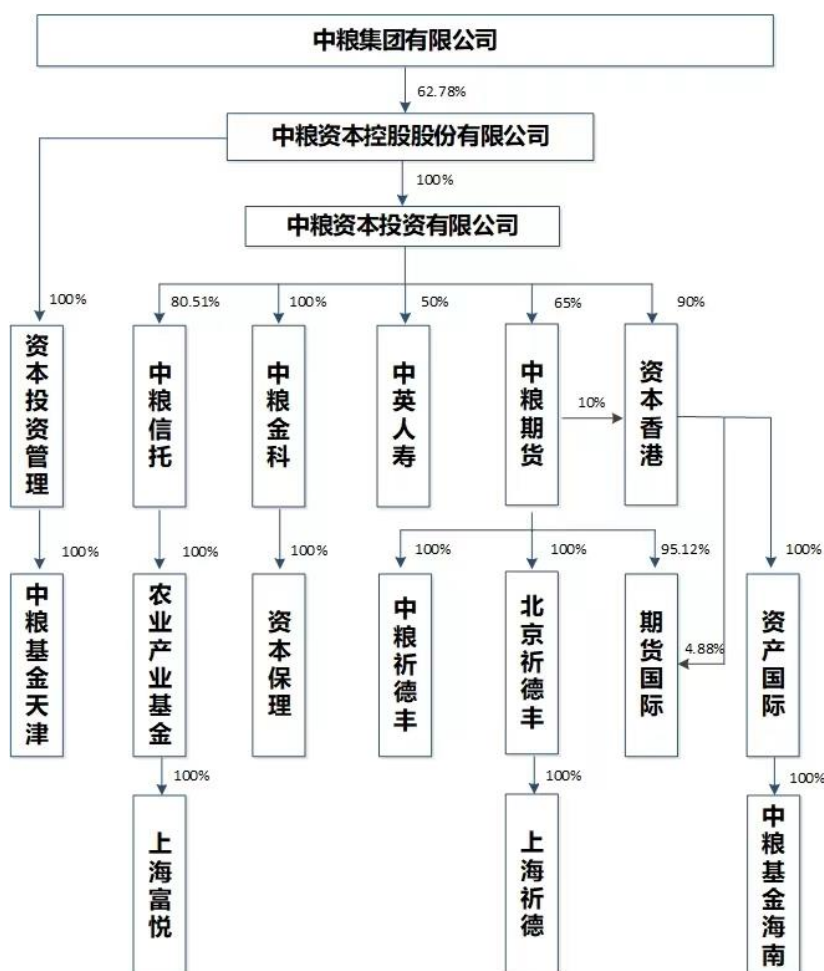 中粮集团有限公司
62.78%
中粮资本控股股份有限公司
100%
中粮资本投资有限公司
100%
80.51%
100%
50%
65%
90%
资本投资管理
中粮信托
中粮金科
中英人寿
中粮期货
10%
资本香港
100%
100%
100%
100%
100%
95.12%
100%
中粮基金天津
农业产业基金
资本保理
中粮祈德丰
北京祈德丰
期货国际
4.88%
资产国际
100%
100%
100%
上海富悦
上海祈德
中粮基金海南